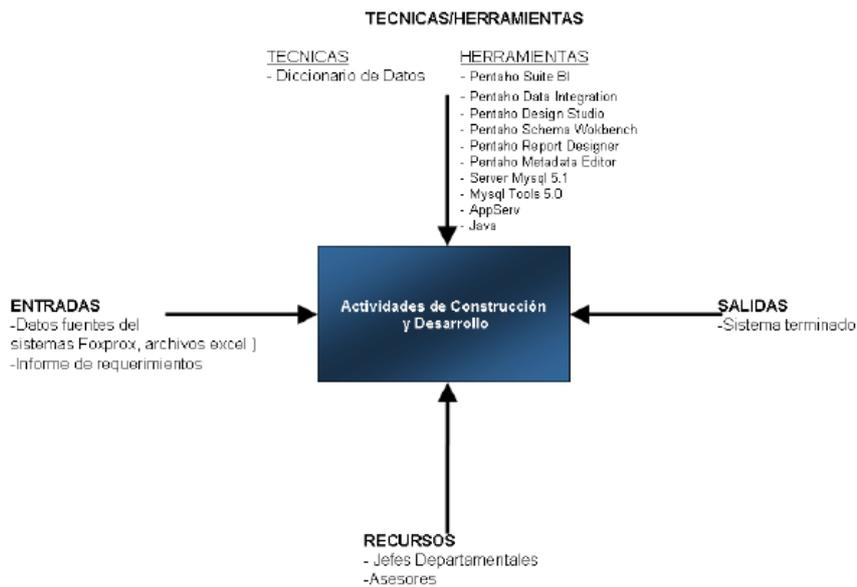 TECNICAS/HERRAMIENTAS
TECNICAS
- Diccionario de Datos
HERRAMIENTAS
- Pentaho Suite BI
- Pentaho Data Integration
- Pentaho Design Studio
- Pentaho Schema Wokbench
- Pentaho Report Designer
- Pentaho Metadata Editor
- Server Mysql 5.1
- Mysql Tools 5.0
- AppServ
- Java
ENTRADAS
-Datos fuentes del
sistemas Foxprox, archivos excel )
-Informe de requerimientos
Actividades de Construcción
y Desarrollo
SALIDAS
-Sistema terminado
RECURSOS
- Jefes Departamentales
-Asesores